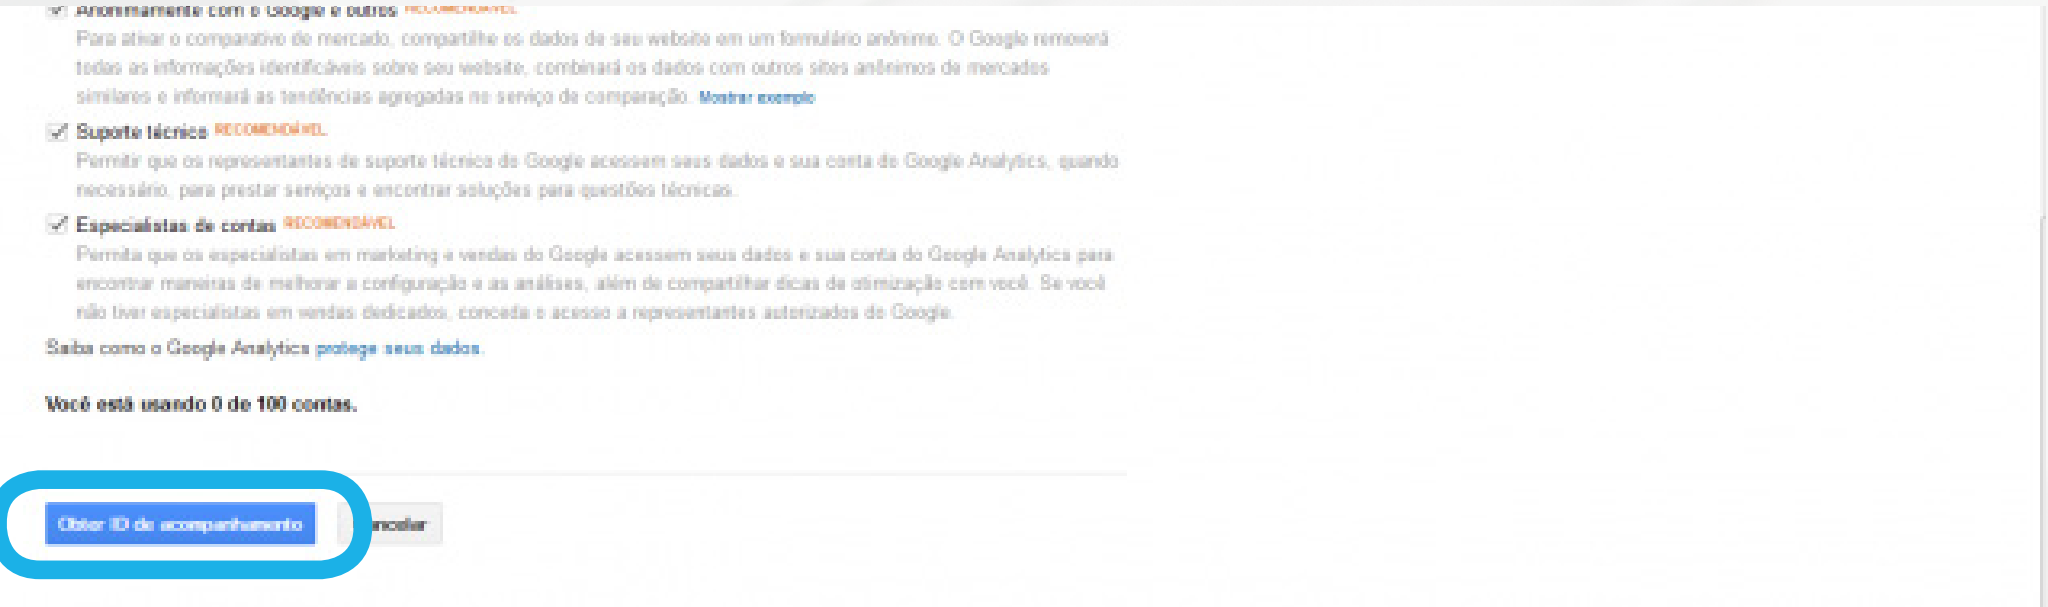 Anonimamente com o Google e outros RECOMENDÁVEL
Para ativar o comparativo de mercado, compartilhe os dados de seu website em um formulário anônimo. O Google removerá
todas as informações identificáveis sobre seu website, combinará os dados com outros sites anônimos de mercados
similares e informará as tendências agregadas no serviço de comparação. Mostrar exemplo
Suporte técnico RECOMENDÁVEL
Permitir que os representantes de suporte técnico do Google acessem seus dados e sua conta do Google Analytics, quando
necessário, para prestar serviços e encontrar soluções para questões técnicas.
Especialistas de contas RECOMENDÁVEL
Permita que os especialistas em marketing e vendas do Google acessem seus dados e sua conta do Google Analytics para
encontrar maneiras de melhorar a configuração e as análises, além de compartilhar dicas de otimização com você. Se você
não tiver especialistas em vendas dedicados, conceda o acesso a representantes autorizados do Google.
Saiba como o Google Analytics protege seus dados.
Você está usando 0 de 100 contas.
Obter ID de acompanhamento ncelar